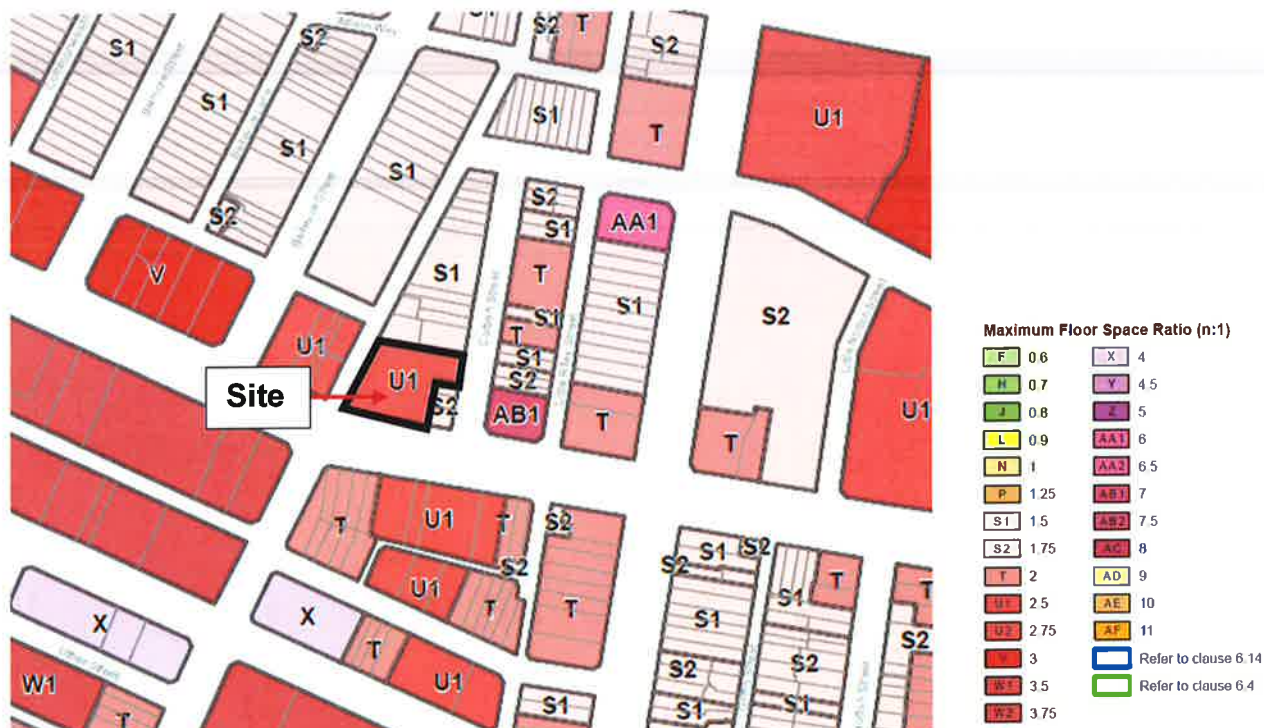 S1
S2
T
S2
Albion Way
S1
S2
S1
S1
T
U1
S1
S1
S2
S1
S2
AA1
S1
V
S1
T
S1
S2
S1
T
S1
S2
U1
U1
S2
AB1
T
T
U1
Site
T
U1
T
S2
S2
U1
T
T
S1
S2
S2
S1
T
S1
T
X
X
T
U1
S1
S2
S2
S1
S1
S2
W1
T
Maximum Floor Space Ratio (n:1)
F 0.6
H 0.7
J 0.8
L 0.9
N 1
P 1.25
S1 1.5
S2 1.75
T 2
U1 2.5
U2 2.75
V 3
W1 3.5
W2 3.75
X 4
Y 4.5
Z 5
AA1 6
AA2 6.5
AB1 7
AB2 7.5
AC 8
AD 9
AE 10
AF 11
Refer to clause 6.14
Refer to clause 6.4